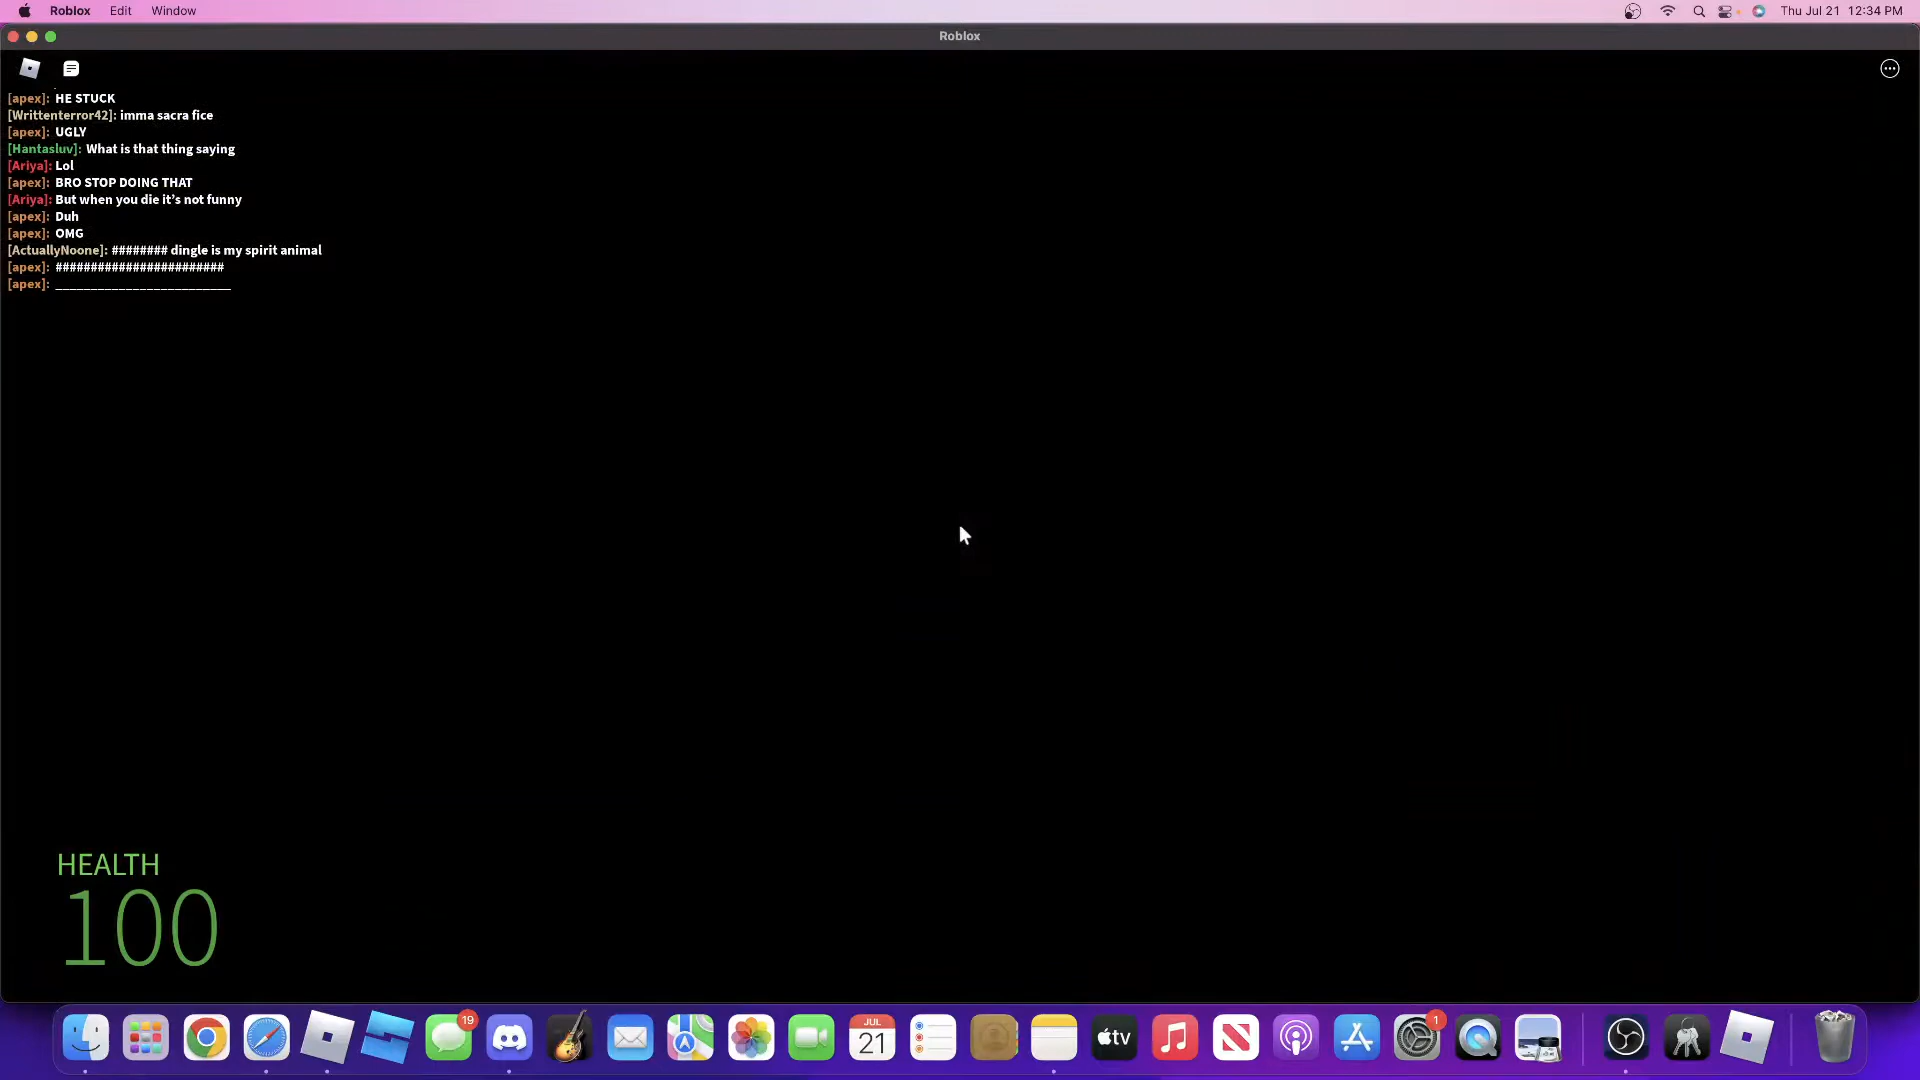 Roblox Edit Window Thu Jul 21 12:34 PM
Roblox
[apex]: HE STUCK
[Writtenterror42]: imma sacra fice
[apex]: UGLY
[Hantasluv]: What is that thing saying
[Ariya]: Lol
[apex]: BRO STOP DOING THAT
[Ariya]: But when you die it's not funny
[apex]: Duh
[apex]: OMG
[ActuallyNoone]: ######## dingle is my spirit animal
[apex]: ########################
[apex]: _________________________
HEALTH
100
19
JUL
21
tv
1